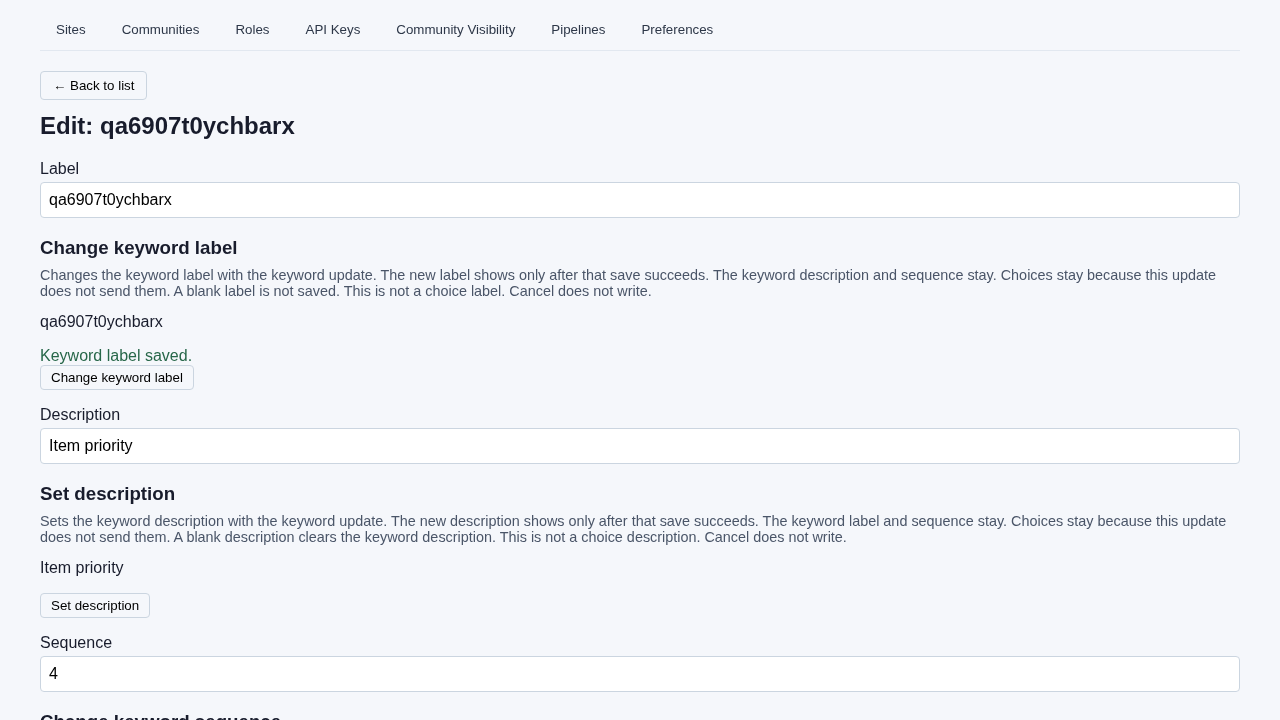 Sites Communities Roles API Keys Community Visibility Pipelines Preferences
← Back to list
Edit: qa6907t0ychbarx
Label
qa6907t0ychbarx
Change keyword label
Changes the keyword label with the keyword update. The new label shows only after that save succeeds. The keyword description and sequence stay. Choices stay because this update
does not send them. A blank label is not saved. This is not a choice label. Cancel does not write.
qa6907t0ychbarx
Keyword label saved.
Change keyword label
Description
Item priority
Set description
Sets the keyword description with the keyword update. The new description shows only after that save succeeds. The keyword label and sequence stay. Choices stay because this update
does not send them. A blank description clears the keyword description. This is not a choice description. Cancel does not write.
Item priority
Set description
Sequence
4
Change keyword sequence